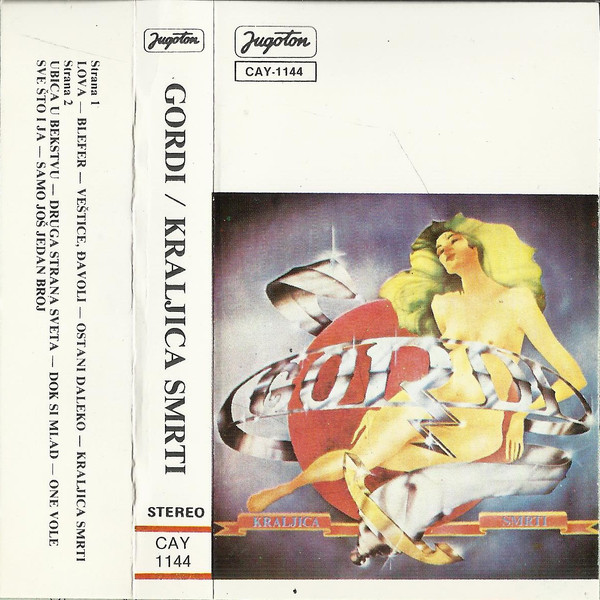 Strana 1
LOVA — BLEFER — VEŠTICE, ĐAVOLI — OSTANI DALEKO — KRALJICA SMRTI
Strana 2
UBICA U BEKSTVU — DRUGA STRANA SVETA — DOK SI MLAD — ONE VOLE
SVE ŠTO I JA — SAMO JOŠ JEDAN BROJ
Jugoton
GORDI / KRALJICA SMRTI
STEREO
CAY
1144
Jugoton
CAY-1144
GORDI
KRALJICA SMRTI